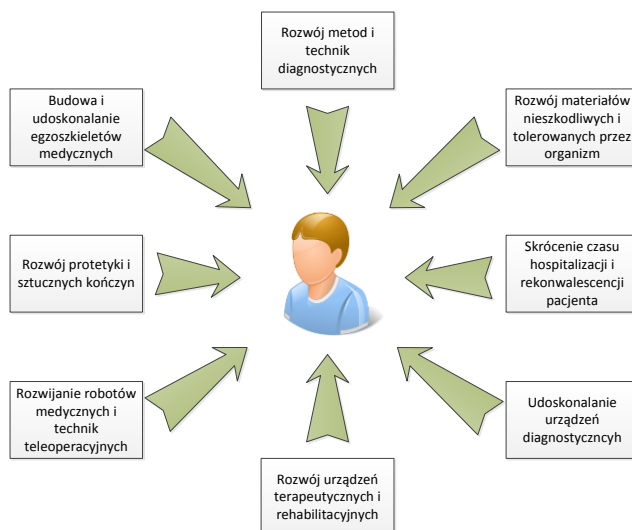 Rozwój metod i
technik
diagnostycznych
Budowa i
udoskonalanie
egzoszkieletów
medycznych
Rozwój materiałów
nieszkodliwych i
tolerowanych przez
organizm
Rozwój protetyki i
sztucznych kończyn
Skrócenie czasu
hospitalizacji i
rekonwalescencji
pacjenta
Rozwijanie robotów
medycznych i
technik
teleoperacyjnych
Udoskonalanie
urządzeń
diagnostyczncyh
Rozwój urządzeń
terapeutycznych i
rehabilitacyjnych